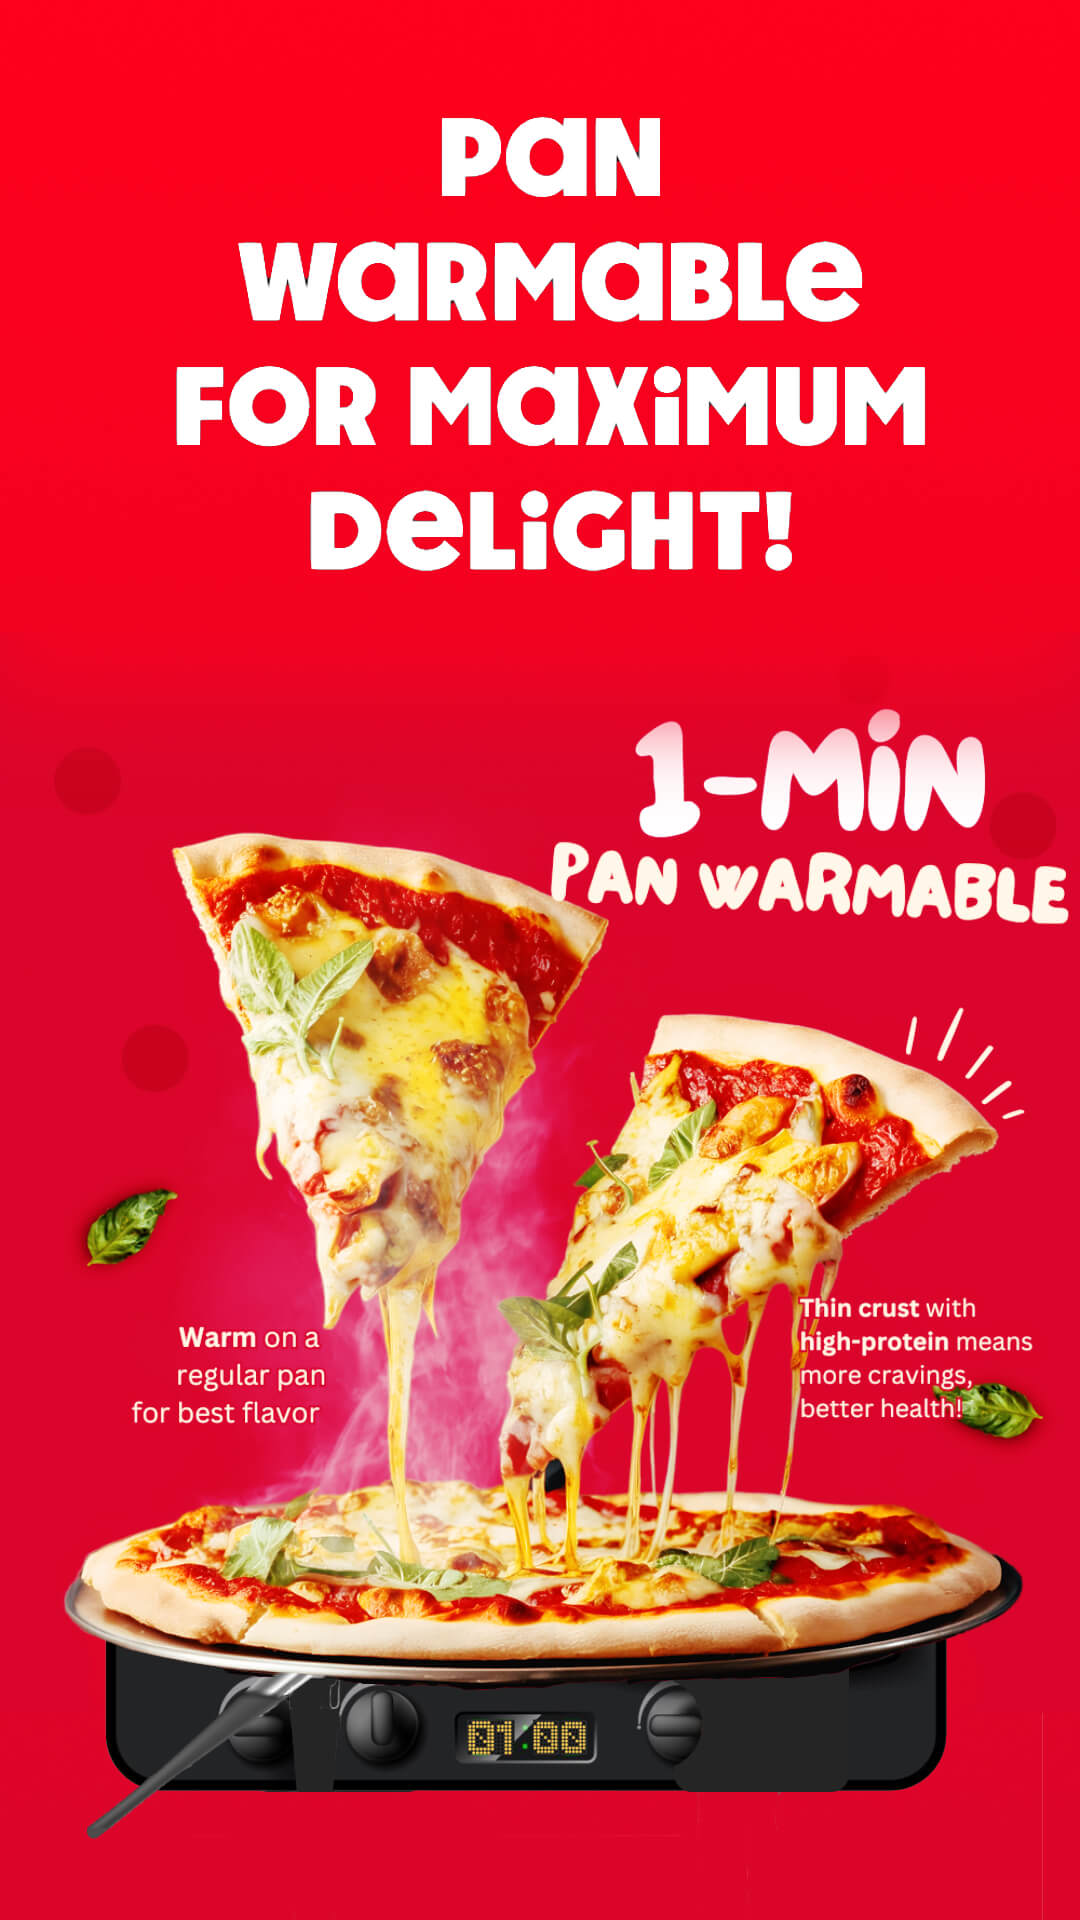 PAN
WARMABLE
FOR MAXIMUM
DELIGHT!
1-MIN
PAN WARMABLE
Thin crust with
high-protein means
more cravings,
better health!
Warm on a
regular pan
for best flavor
01:00